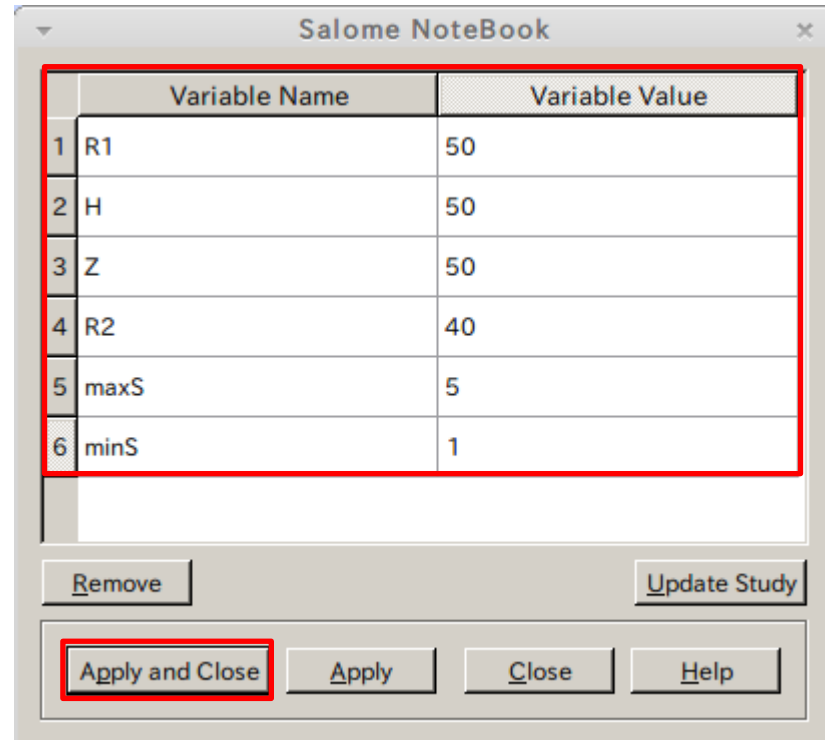 Salome NoteBook
Variable Name Variable Value
1 R1 50
2 H 50
3 Z 50
4 R2 40
5 maxS 5
6 minS 1
Remove Update Study
Apply and Close Apply Close Help